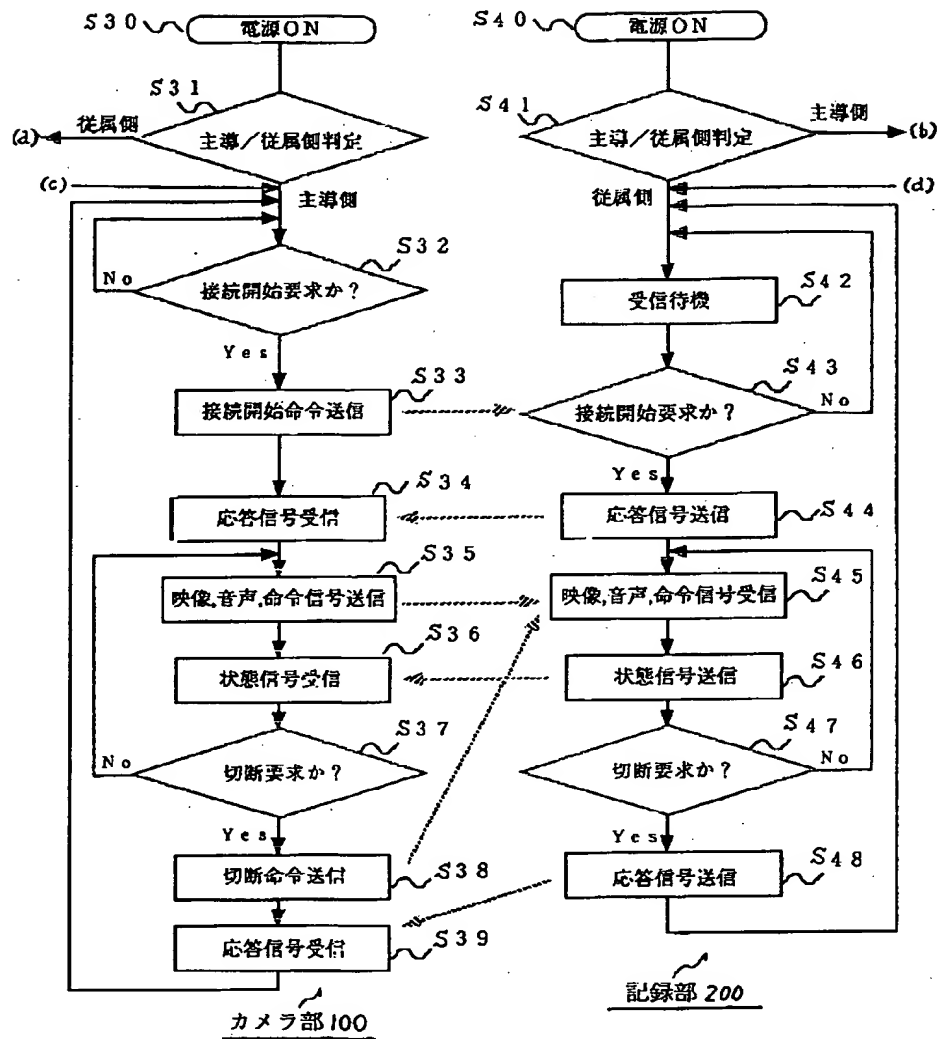 S30
電源ON
S31
従属側
(a)
主導/従属側判定
(c)
主導側
S32
No
接続開始要求か?
Yes
S33
接続開始命令送信
S34
応答信号受信
S35
映像,音声,命令信号送信
S36
状態信号受信
S37
No
切断要求か?
Yes
切断命令送信
S38
応答信号受信
S39
カメラ部100
S40
電源ON
S41
主導側
(b)
主導/従属側判定
従属側
(d)
S42
受信待機
S43
No
接続開始要求か?
Yes
応答信号送信
S44
S45
映像,音声,命令信号受信
状態信号送信
S46
S47
切断要求か?
No
Yes
応答信号送信
S48
記録部200